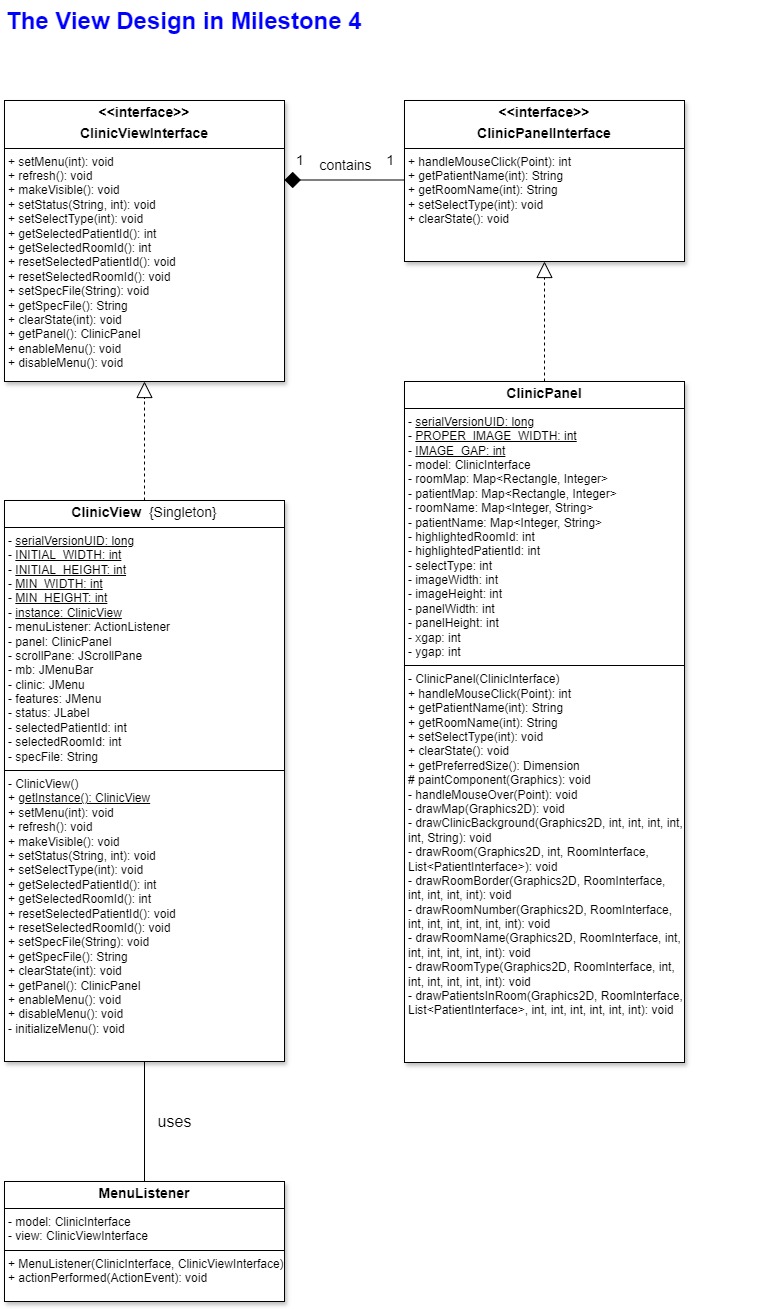 The View Design in Milestone 4
<<interface>>
ClinicViewInterface
+ setMenu(int): void
+ refresh(): void
+ makeVisible(): void
+ setStatus(String, int): void
+ setSelectType(int): void
+ getSelectedPatientId(): int
+ getSelectedRoomId(): int
+ resetSelectedPatientId(): void
+ resetSelectedRoomId(): void
+ setSpecFile(String): void
+ getSpecFile(): String
+ clearState(int): void
+ getPanel(): ClinicPanel
+ enableMenu(): void
+ disableMenu(): void
1 contains 1
<<interface>>
ClinicPanelInterface
+ handleMouseClick(Point): int
+ getPatientName(int): String
+ getRoomName(int): String
+ setSelectType(int): void
+ clearState(): void
ClinicView {Singleton}
- serialVersionUID: long
- INITIAL_WIDTH: int
- INITIAL_HEIGHT: int
- MIN_WIDTH: int
- MIN_HEIGHT: int
- instance: ClinicView
- menuListener: ActionListener
- panel: ClinicPanel
- scrollPane: JScrollPane
- mb: JMenuBar
- clinic: JMenu
- features: JMenu
- status: JLabel
- selectedPatientId: int
- selectedRoomId: int
- specFile: String
- ClinicView()
+ getInstance(): ClinicView
+ setMenu(int): void
+ refresh(): void
+ makeVisible(): void
+ setStatus(String, int): void
+ setSelectType(int): void
+ getSelectedPatientId(): int
+ getSelectedRoomId(): int
+ resetSelectedPatientId(): void
+ resetSelectedRoomId(): void
+ setSpecFile(String): void
+ getSpecFile(): String
+ clearState(int): void
+ getPanel(): ClinicPanel
+ enableMenu(): void
+ disableMenu(): void
- initializeMenu(): void
ClinicPanel
- serialVersionUID: long
- PROPER_IMAGE_WIDTH: int
- IMAGE_GAP: int
- model: ClinicInterface
- roomMap: Map<Rectangle, Integer>
- patientMap: Map<Rectangle, Integer>
- roomName: Map<Integer, String>
- patientName: Map<Integer, String>
- highlightedRoomId: int
- highlightedPatientId: int
- selectType: int
- imageWidth: int
- imageHeight: int
- panelWidth: int
- panelHeight: int
- xgap: int
- ygap: int
- ClinicPanel(ClinicInterface)
+ handleMouseClick(Point): int
+ getPatientName(int): String
+ getRoomName(int): String
+ setSelectType(int): void
+ clearState(): void
+ getPreferredSize(): Dimension
# paintComponent(Graphics): void
- handleMouseOver(Point): void
- drawMap(Graphics2D): void
- drawClinicBackground(Graphics2D, int, int, int, int,
int, String): void
- drawRoom(Graphics2D, int, RoomInterface,
List<PatientInterface>): void
- drawRoomBorder(Graphics2D, RoomInterface,
int, int, int, int): void
- drawRoomNumber(Graphics2D, RoomInterface,
int, int, int, int, int, int): void
- drawRoomName(Graphics2D, RoomInterface, int,
int, int, int, int, int): void
- drawRoomType(Graphics2D, RoomInterface, int,
int, int, int, int, int): void
- drawPatientsInRoom(Graphics2D, RoomInterface,
List<PatientInterface>, int, int, int, int, int, int): void
uses
MenuListener
- model: ClinicInterface
- view: ClinicViewInterface
+ MenuListener(ClinicInterface, ClinicViewInterface)
+ actionPerformed(ActionEvent): void